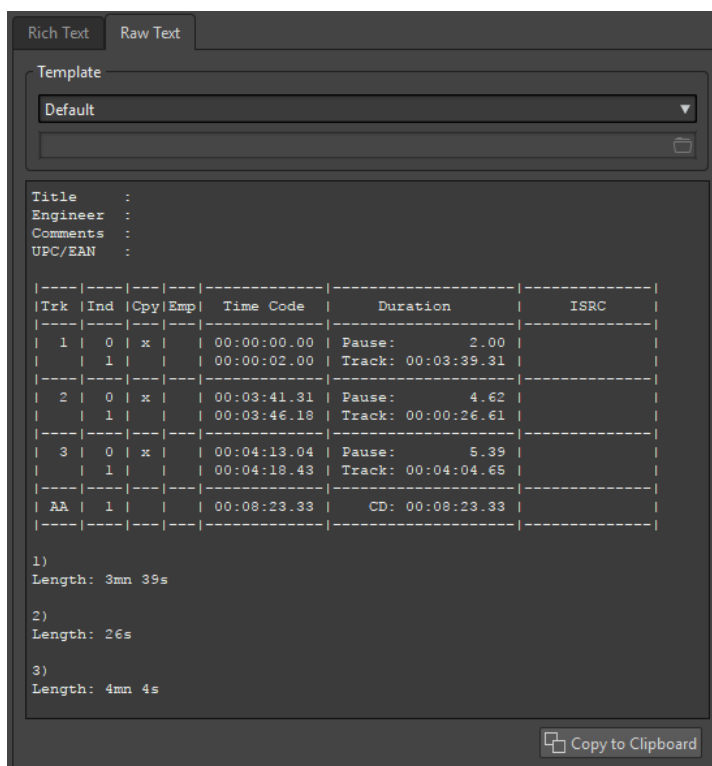 Rich Text Raw Text
Template
Default
Title      :
Engineer   :
Comments   :
UPC/EAN    :
|----|----|---|---|-------------|--------------------|--------------|
|Trk |Ind |Cpy|Emp|  Time Code  |     Duration       |     ISRC     |
|----|----|---|---|-------------|--------------------|--------------|
|  1 |  0 | x |   | 00:00:00.00 | Pause:        2.00 |              |
|    |  1 |   |   | 00:00:02.00 | Track: 00:03:39.31 |              |
|----|----|---|---|-------------|--------------------|--------------|
|  2 |  0 | x |   | 00:03:41.31 | Pause:        4.62 |              |
|    |  1 |   |   | 00:03:46.18 | Track: 00:00:26.61 |              |
|----|----|---|---|-------------|--------------------|--------------|
|  3 |  0 | x |   | 00:04:13.04 | Pause:        5.39 |              |
|    |  1 |   |   | 00:04:18.43 | Track: 00:04:04.65 |              |
|----|----|---|---|-------------|--------------------|--------------|
| AA |  1 |   |   | 00:08:23.33 |    CD: 00:08:23.33 |              |
|----|----|---|---|-------------|--------------------|--------------|
1)
Length: 3mn 39s
2)
Length: 26s
3)
Length: 4mn 4s
Copy to Clipboard